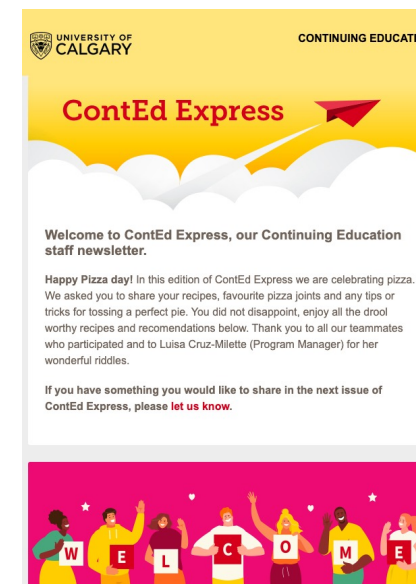 UNIVERSITY OF
CALGARY
CONTINUING EDUCATI
ContEd Express
Welcome to ContEd Express, our Continuing Education
staff newsletter.
Happy Pizza day! In this edition of ContEd Express we are celebrating pizza.
We asked you to share your recipes, favourite pizza joints and any tips or
tricks for tossing a perfect pie. You did not disappoint, enjoy all the drool
worthy recipes and recomendations below. Thank you to all our teammates
who participated and to Luisa Cruz-Milette (Program Manager) for her
wonderful riddles.
If you have something you would like to share in the next issue of
ContEd Express, please let us know.
W E L C O M E